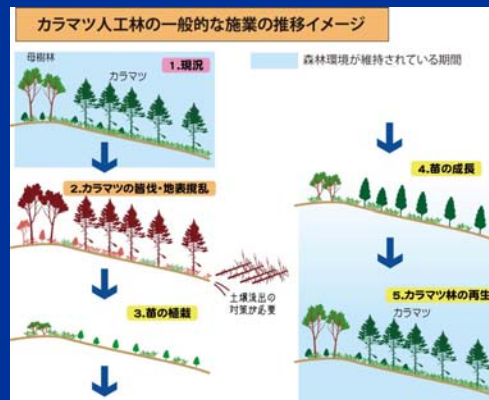 カラマツ人工林の一般的な施業の推移イメージ
母樹林
1.現況
カラマツ
森林環境が維持されている期間
2.カラマツの皆伐・地表撹乱
土壌流出の
対策が必要
3.苗の植栽
4.苗の成長
5.カラマツ林の再生
カラマツ